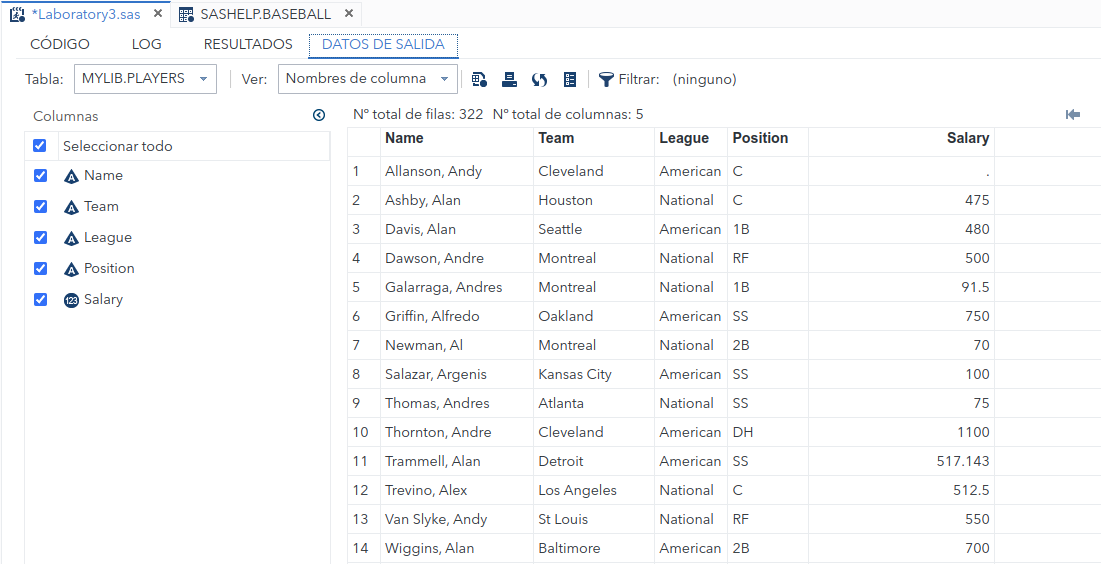 *Laboratory3.sas SASHELP.BASEBALL
CÓDIGO LOG RESULTADOS DATOS DE SALIDA
Tabla: MYLIB.PLAYERS Ver: Nombres de columna Filtrar: (ninguno)
Columnas
Seleccionar todo
Name
Team
League
Position
Salary
Nº total de filas: 322 Nº total de columnas: 5
Name Team League Position Salary
1 Allanson, Andy Cleveland American C .
2 Ashby, Alan Houston National C 475
3 Davis, Alan Seattle American 1B 480
4 Dawson, Andre Montreal National RF 500
5 Galarraga, Andres Montreal National 1B 91.5
6 Griffin, Alfredo Oakland American SS 750
7 Newman, Al Montreal National 2B 70
8 Salazar, Argenis Kansas City American SS 100
9 Thomas, Andres Atlanta National SS 75
10 Thornton, Andre Cleveland American DH 1100
11 Trammell, Alan Detroit American SS 517.143
12 Trevino, Alex Los Angeles National C 512.5
13 Van Slyke, Andy St Louis National RF 550
14 Wiggins, Alan Baltimore American 2B 700